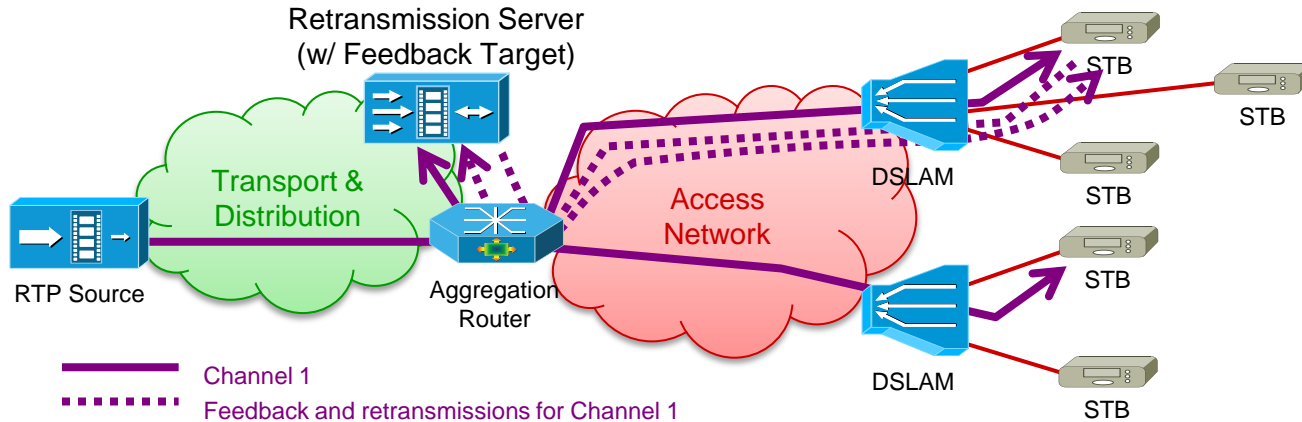 Retransmission Server
(w/ Feedback Target)
STB
STB
Transport &
Distribution
DSLAM
STB
Access
Network
RTP Source
Aggregation
Router
STB
DSLAM
STB
Channel 1
Feedback and retransmissions for Channel 1